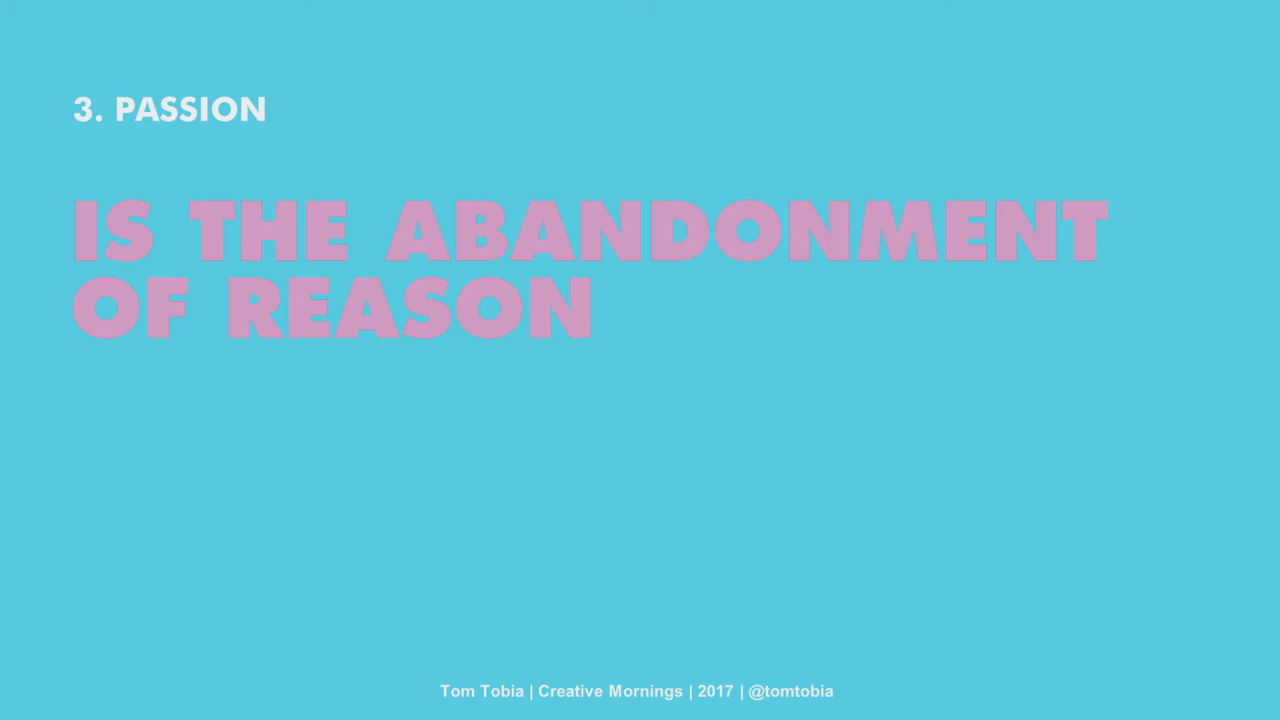 3. PASSION
IS THE ABANDONMENT
OF REASON
Tom Tobia | Creative Mornings | 2017 | @tomtobia